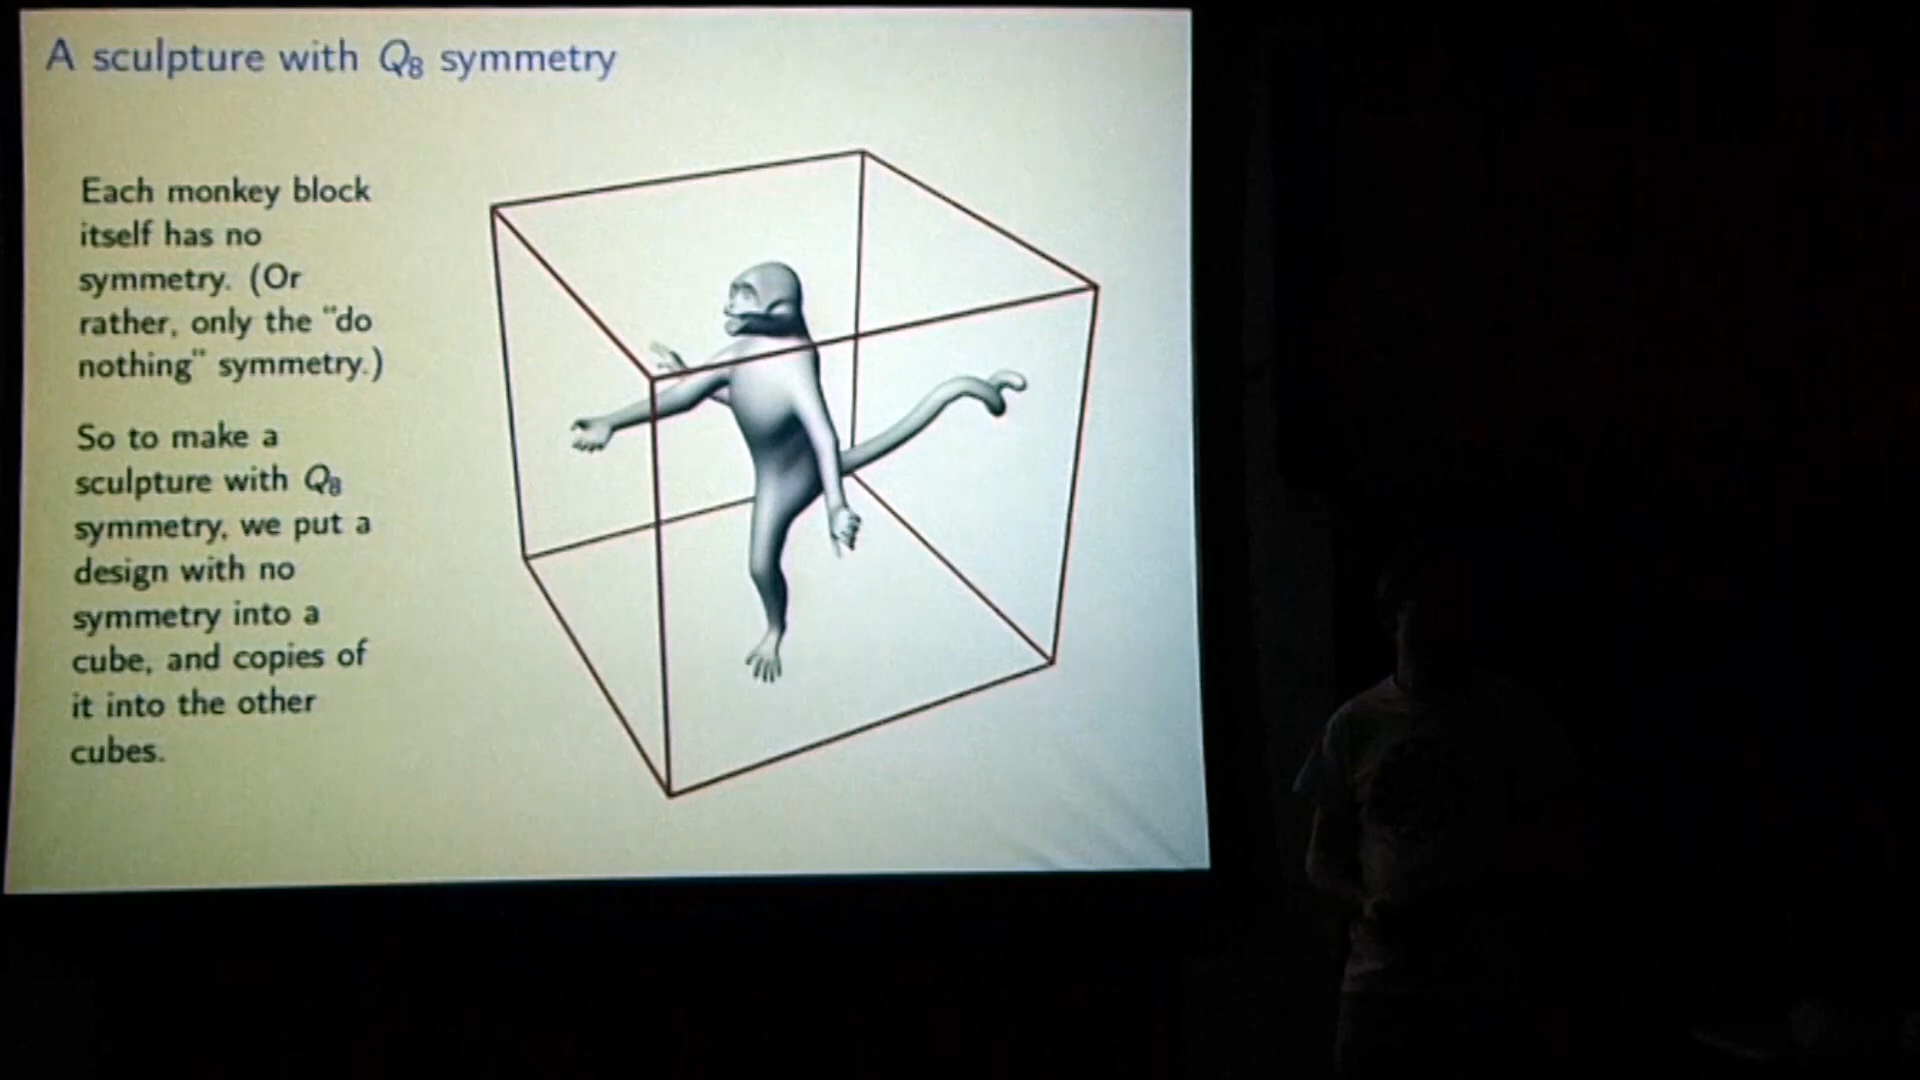 A sculpture with Q8 symmetry
Each monkey block
itself has no
symmetry. (Or
rather, only the "do
nothing" symmetry.)
So to make a
sculpture with Q8
symmetry, we put a
design with no
symmetry into a
cube, and copies of
it into the other
cubes.